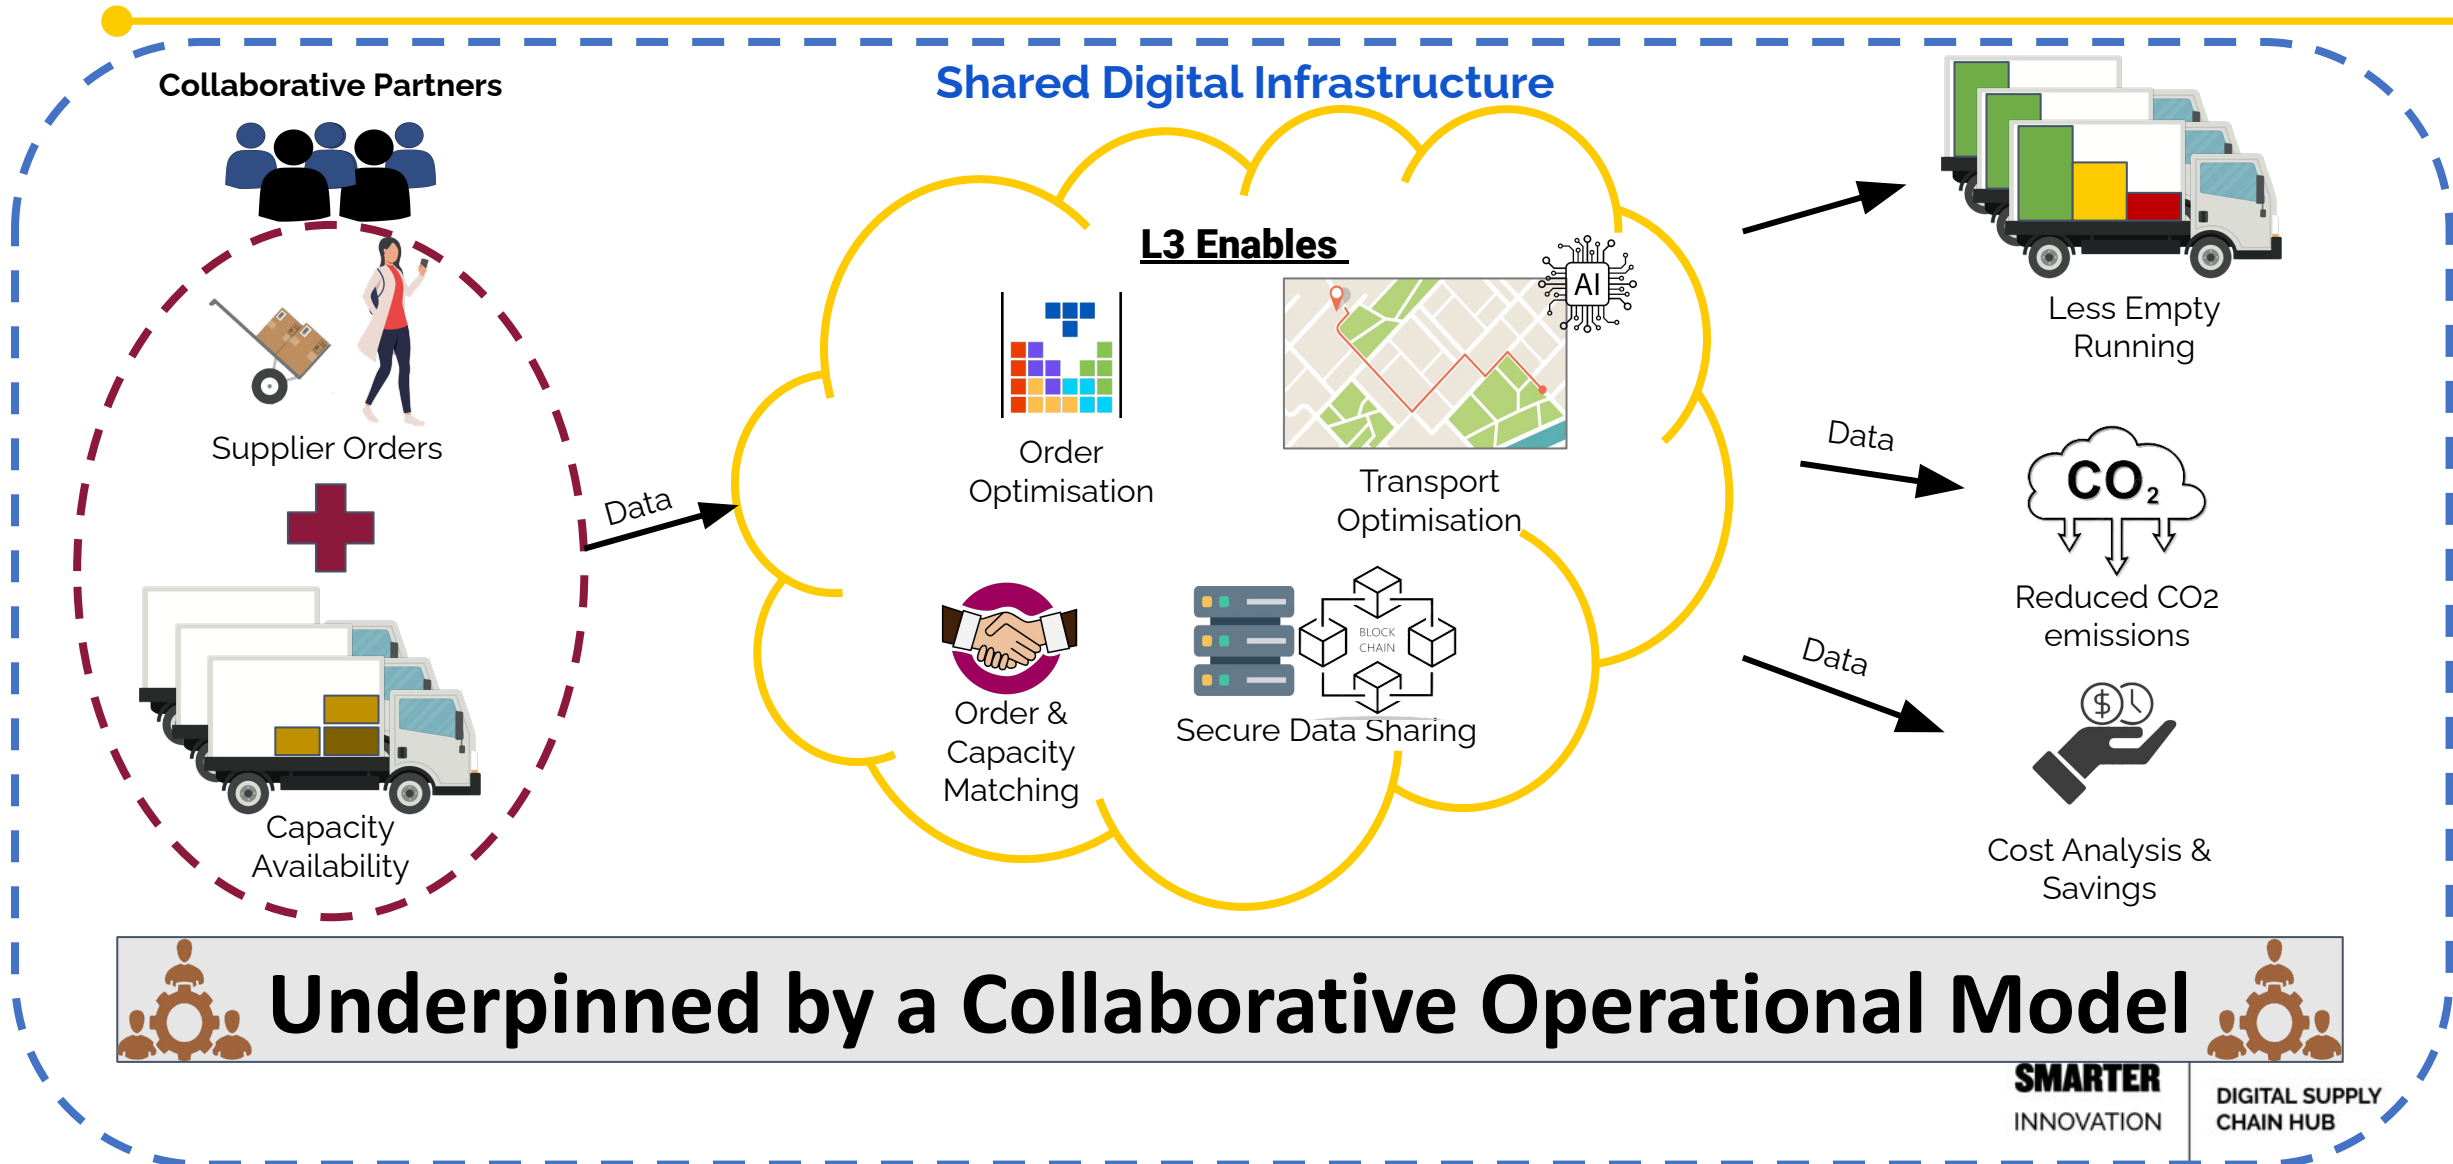 Collaborative Partners
Supplier Orders
Capacity
Availability
Data
Shared Digital Infrastructure
L3 Enables
Order
Optimisation
AI
Transport
Optimisation
Order &
Capacity
Matching
BLOCK
CHAIN
Secure Data Sharing
Less Empty
Running
Data
CO2
Reduced CO2
emissions
Data
$
Cost Analysis &
Savings
Underpinned by a Collaborative Operational Model
SMARTER
INNOVATION
DIGITAL SUPPLY
CHAIN HUB